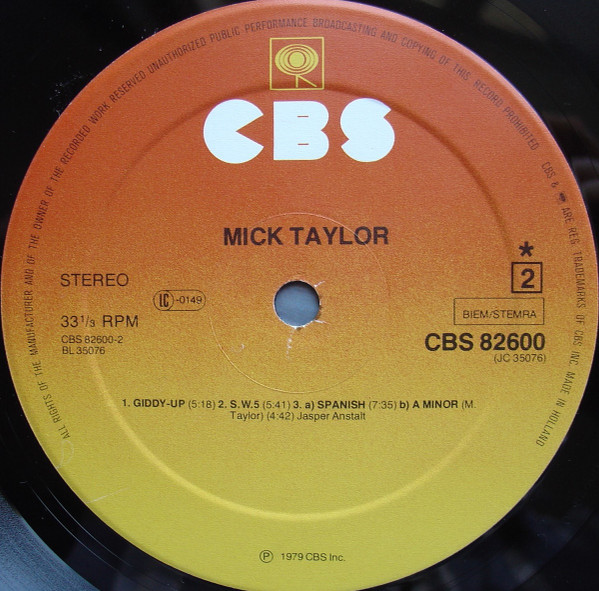 ALL RIGHTS OF THE MANUFACTURER AND OF THE OWNER OF THE RECORDED WORK RESERVED UNAUTHORIZED PUBLIC PERFORMANCE BROADCASTING AND COPYING OF THIS RECORD PROHIBITED CBS & ARE REG. TRADEMARKS OF CBS INC. MADE IN HOLLAND
CBS
MICK TAYLOR
STEREO
LC-0149
*
2
33 1/3 RPM
BIEM/STEMRA
CBS 82600-2
CBS 82600
BL 35076
(JC 35076)
1. GIDDY-UP (5:18) 2. S.W.5 (5:41) 3. a) SPANISH (7:35) b) A MINOR (M.
Taylor) (4:42) Jasper Anstalt
Ⓟ 1979 CBS Inc.